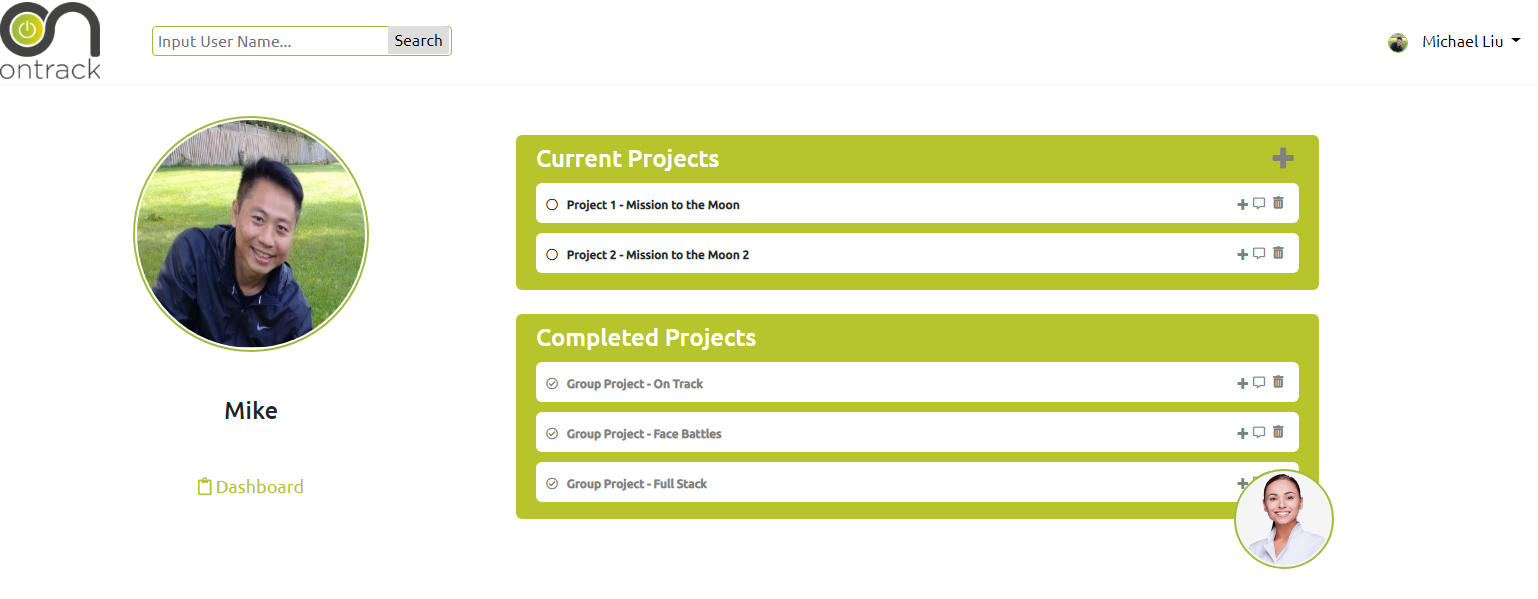 on
ontrack
Input User Name...
Search
Michael Liu
Mike
Dashboard
Current Projects
Project 1 - Mission to the Moon
Project 2 - Mission to the Moon 2
Completed Projects
Group Project - On Track
Group Project - Face Battles
Group Project - Full Stack